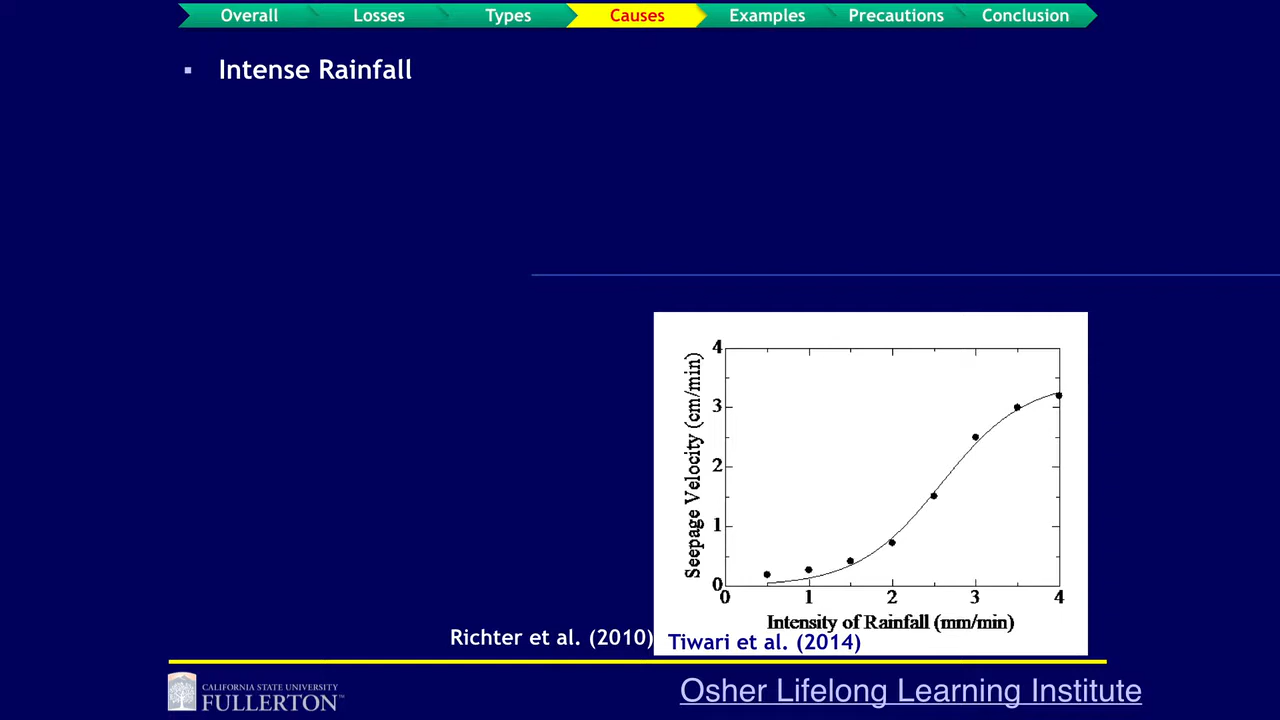 Overall Losses Types Causes Examples Precautions Conclusion
▪ Intense Rainfall
4
3
2
1
0
Seepage Velocity (cm/min)
0 1 2 3 4
Intensity of Rainfall (mm/min)
Richter et al. (2010) Tiwari et al. (2014)
CALIFORNIA STATE UNIVERSITY
FULLERTON™
Osher Lifelong Learning Institute